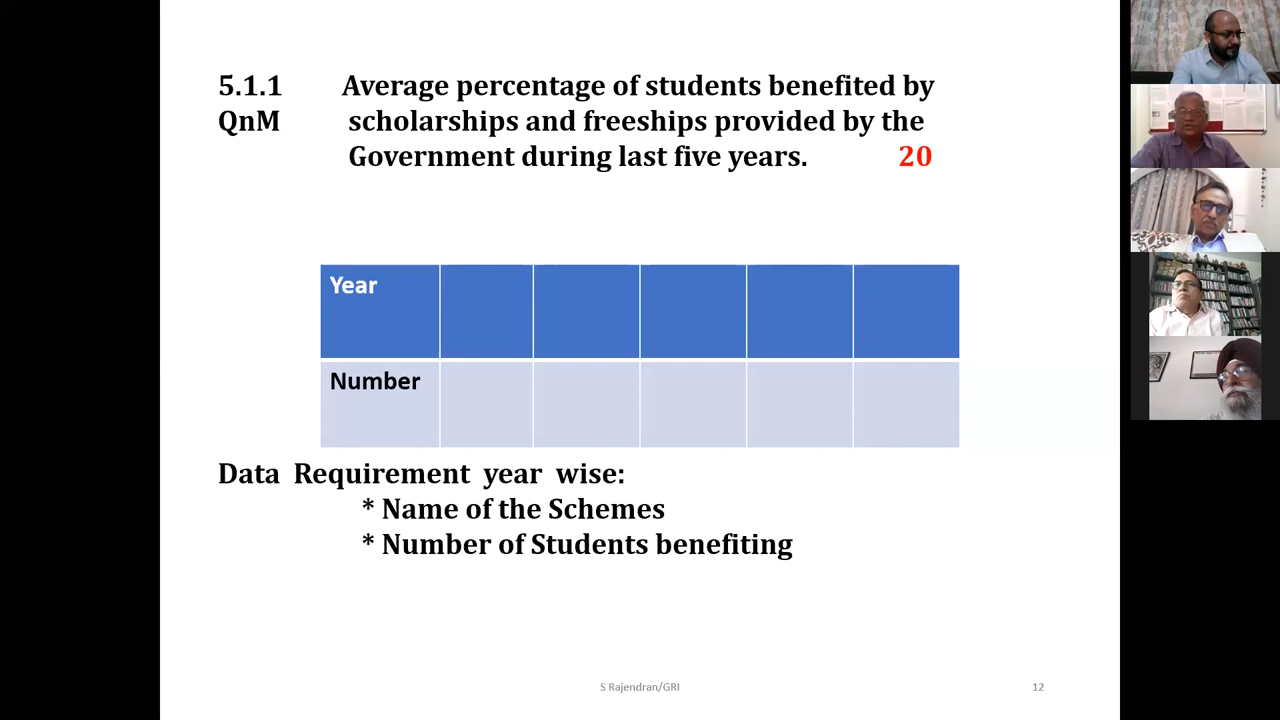 5.1.1 Average percentage of students benefited by
QnM scholarships and freeships provided by the
Government during last five years. 20
Year
Number
Data Requirement year wise:
* Name of the Schemes
* Number of Students benefiting
S Rajendran/GRI 12